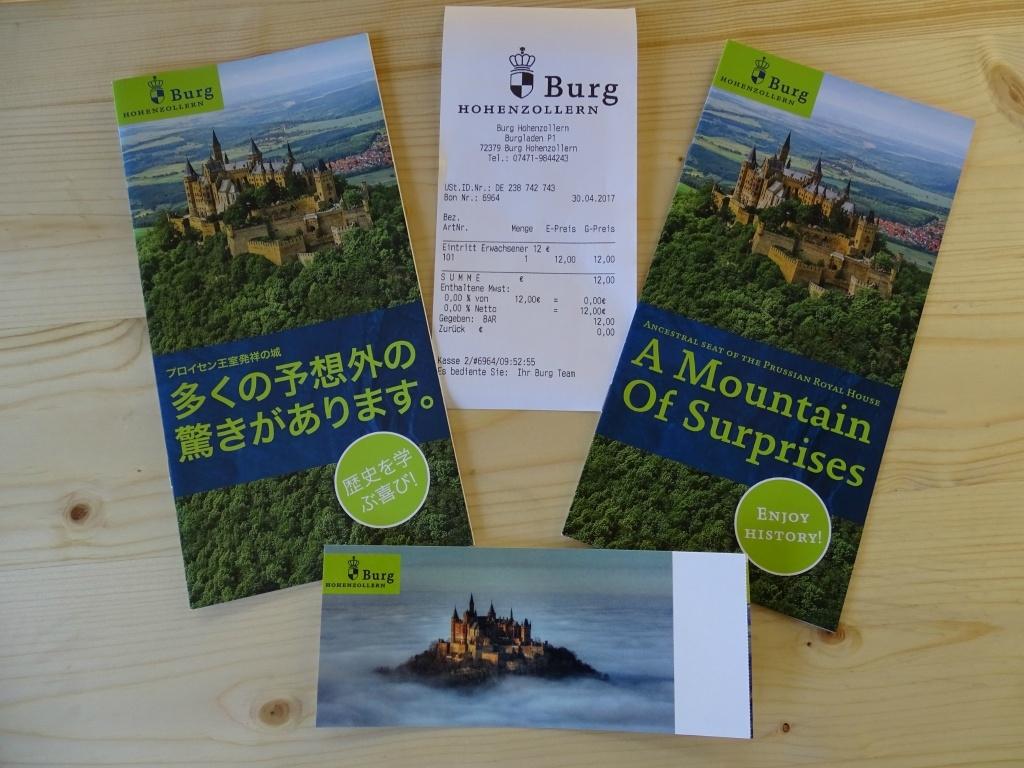 Burg
HOHENZOLLERN
プロイセン王室発祥の城
多くの予想外の
驚きがあります。
歴史を学
ぶ喜び!
Burg
HOHENZOLLERN
Burg Hohenzollern
Burgladen P1
72379 Burg Hohenzollern
Tel.: 07471-9844243
USt.ID.Nr.: DE 238 742 743
Bon Nr.: 6964 30.04.2017
Bez.
ArtNr. Menge E-Preis G-Preis
Eintritt Erwachsener 12 €
101 1 12,00 12,00
S U M M E € 12,00
Enthaltene Mwst:
0,00 % von 12,00€ = 0,00€
0,00 % Netto = 12,00€
Gegeben: BAR 12,00
Zurück € 0,00
Kasse 2/#6964/09:52:55
Es bediente Sie: Ihr Burg Team
Burg
HOHENZOLLERN
ANCESTRAL SEAT OF THE PRUSSIAN ROYAL HOUSE
A Mountain
Of Surprises
ENJOY
HISTORY!
Burg
HOHENZOLLERN